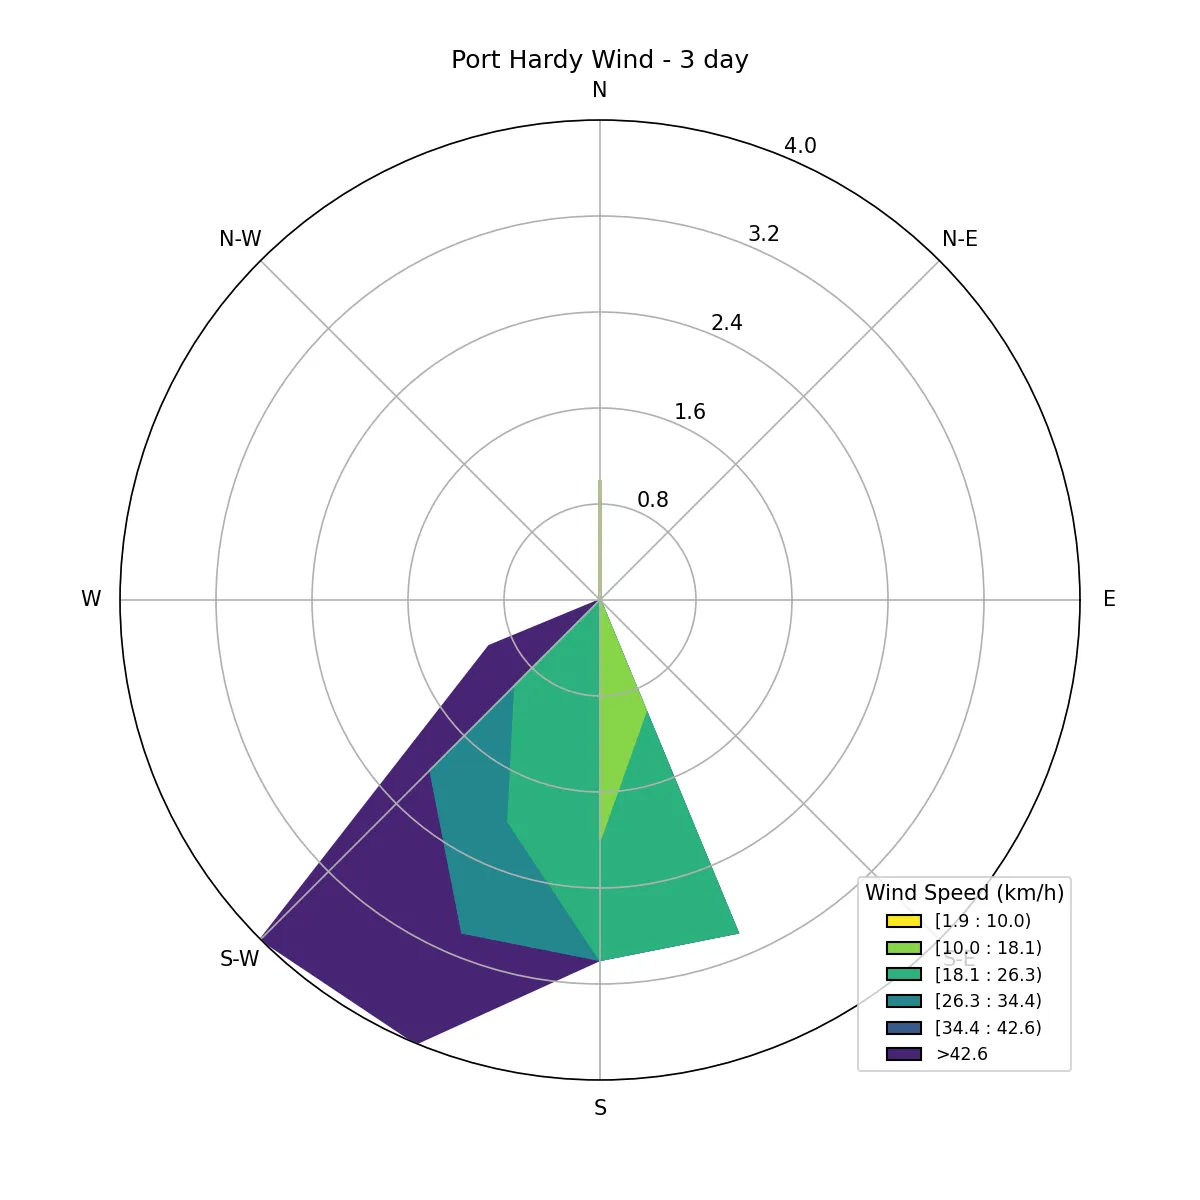 Port Hardy Wind - 3 day
N
4.0
N-W
3.2
N-E
2.4
1.6
0.8
W
E
Wind Speed (km/h)
[1.9 : 10.0)
[10.0 : 18.1)
S-W
S-E
[18.1 : 26.3)
[26.3 : 34.4)
[34.4 : 42.6)
>42.6
S